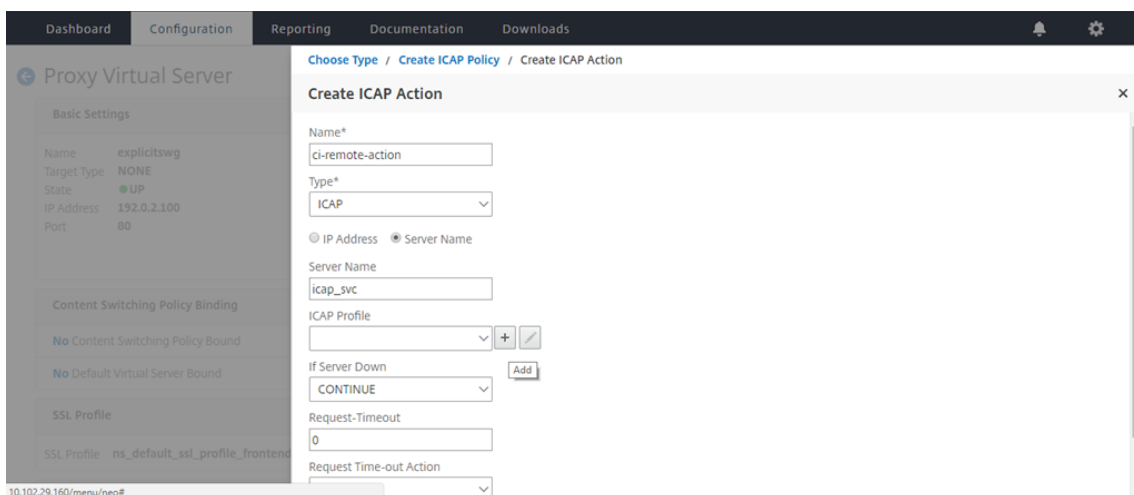 Dashboard Configuration Reporting Documentation Downloads
Proxy Virtual Server
Basic Settings
Name explicitswg
Target Type NONE
State UP
IP Address 192.0.2.100
Port 80
Content Switching Policy Binding
No Content Switching Policy Bound
No Default Virtual Server Bound
SSL Profile
SSL Profile ns_default_ssl_profile_frontend
10.102.29.160/menu/neo#
Choose Type / Create ICAP Policy / Create ICAP Action
Create ICAP Action
×
Name*
ci-remote-action
Type*
ICAP
IP Address Server Name
Server Name
icap_svc
ICAP Profile
+
Add
If Server Down
CONTINUE
Request-Timeout
0
Request Time-out Action